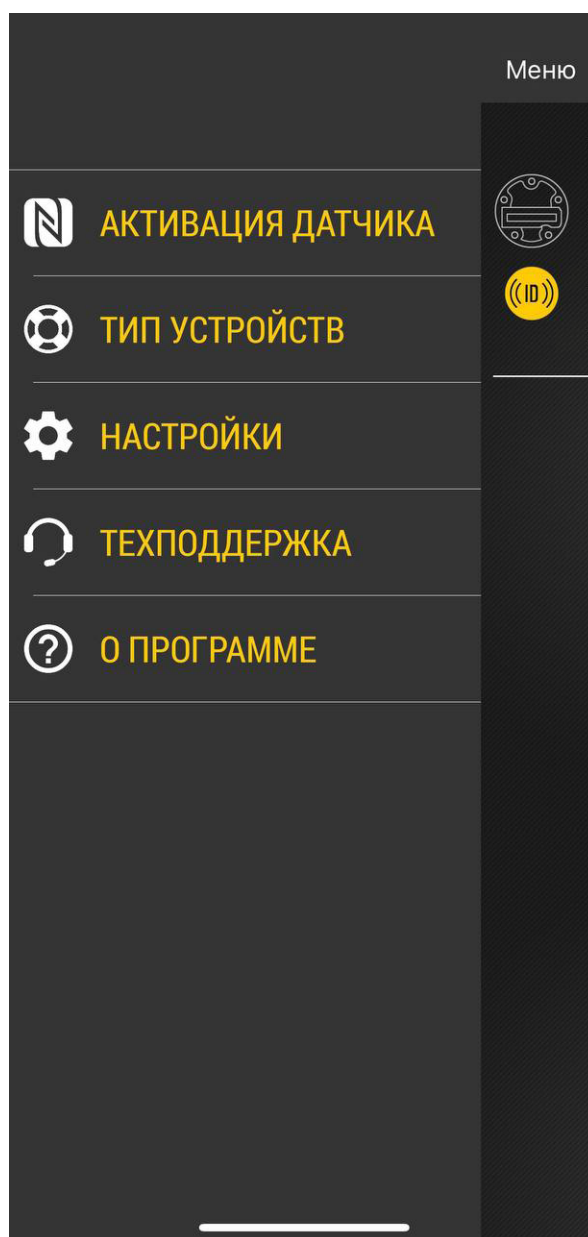 Меню
АКТИВАЦИЯ ДАТЧИКА
ID
ТИП УСТРОЙСТВ
НАСТРОЙКИ
ТЕХПОДДЕРЖКА
О ПРОГРАММЕ